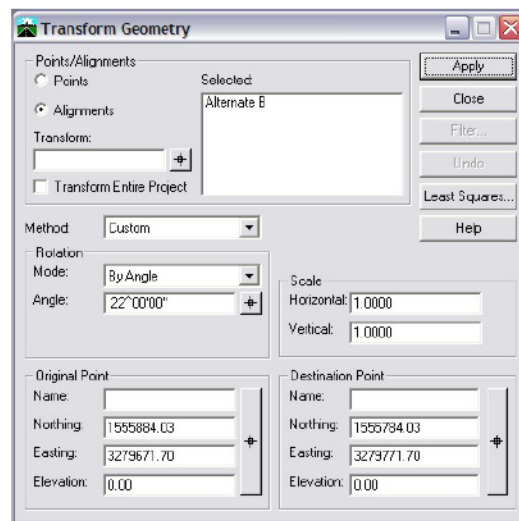 Transform Geometry
Points/Alignments
Points
Alignments
Transform:
Transform Entire Project
Selected:
Alternate B
Apply
Close
Filter...
Undo
Least Squares...
Help
Method: Custom
Rotation
Mode: By Angle
Angle: 22^00'00"
Scale
Horizontal: 1.0000
Vertical: 1.0000
Original Point
Name:
Northing: 1555884.03
Easting: 3279671.70
Elevation: 0.00
Destination Point
Name:
Northing: 1555784.03
Easting: 3279771.70
Elevation: 0.00